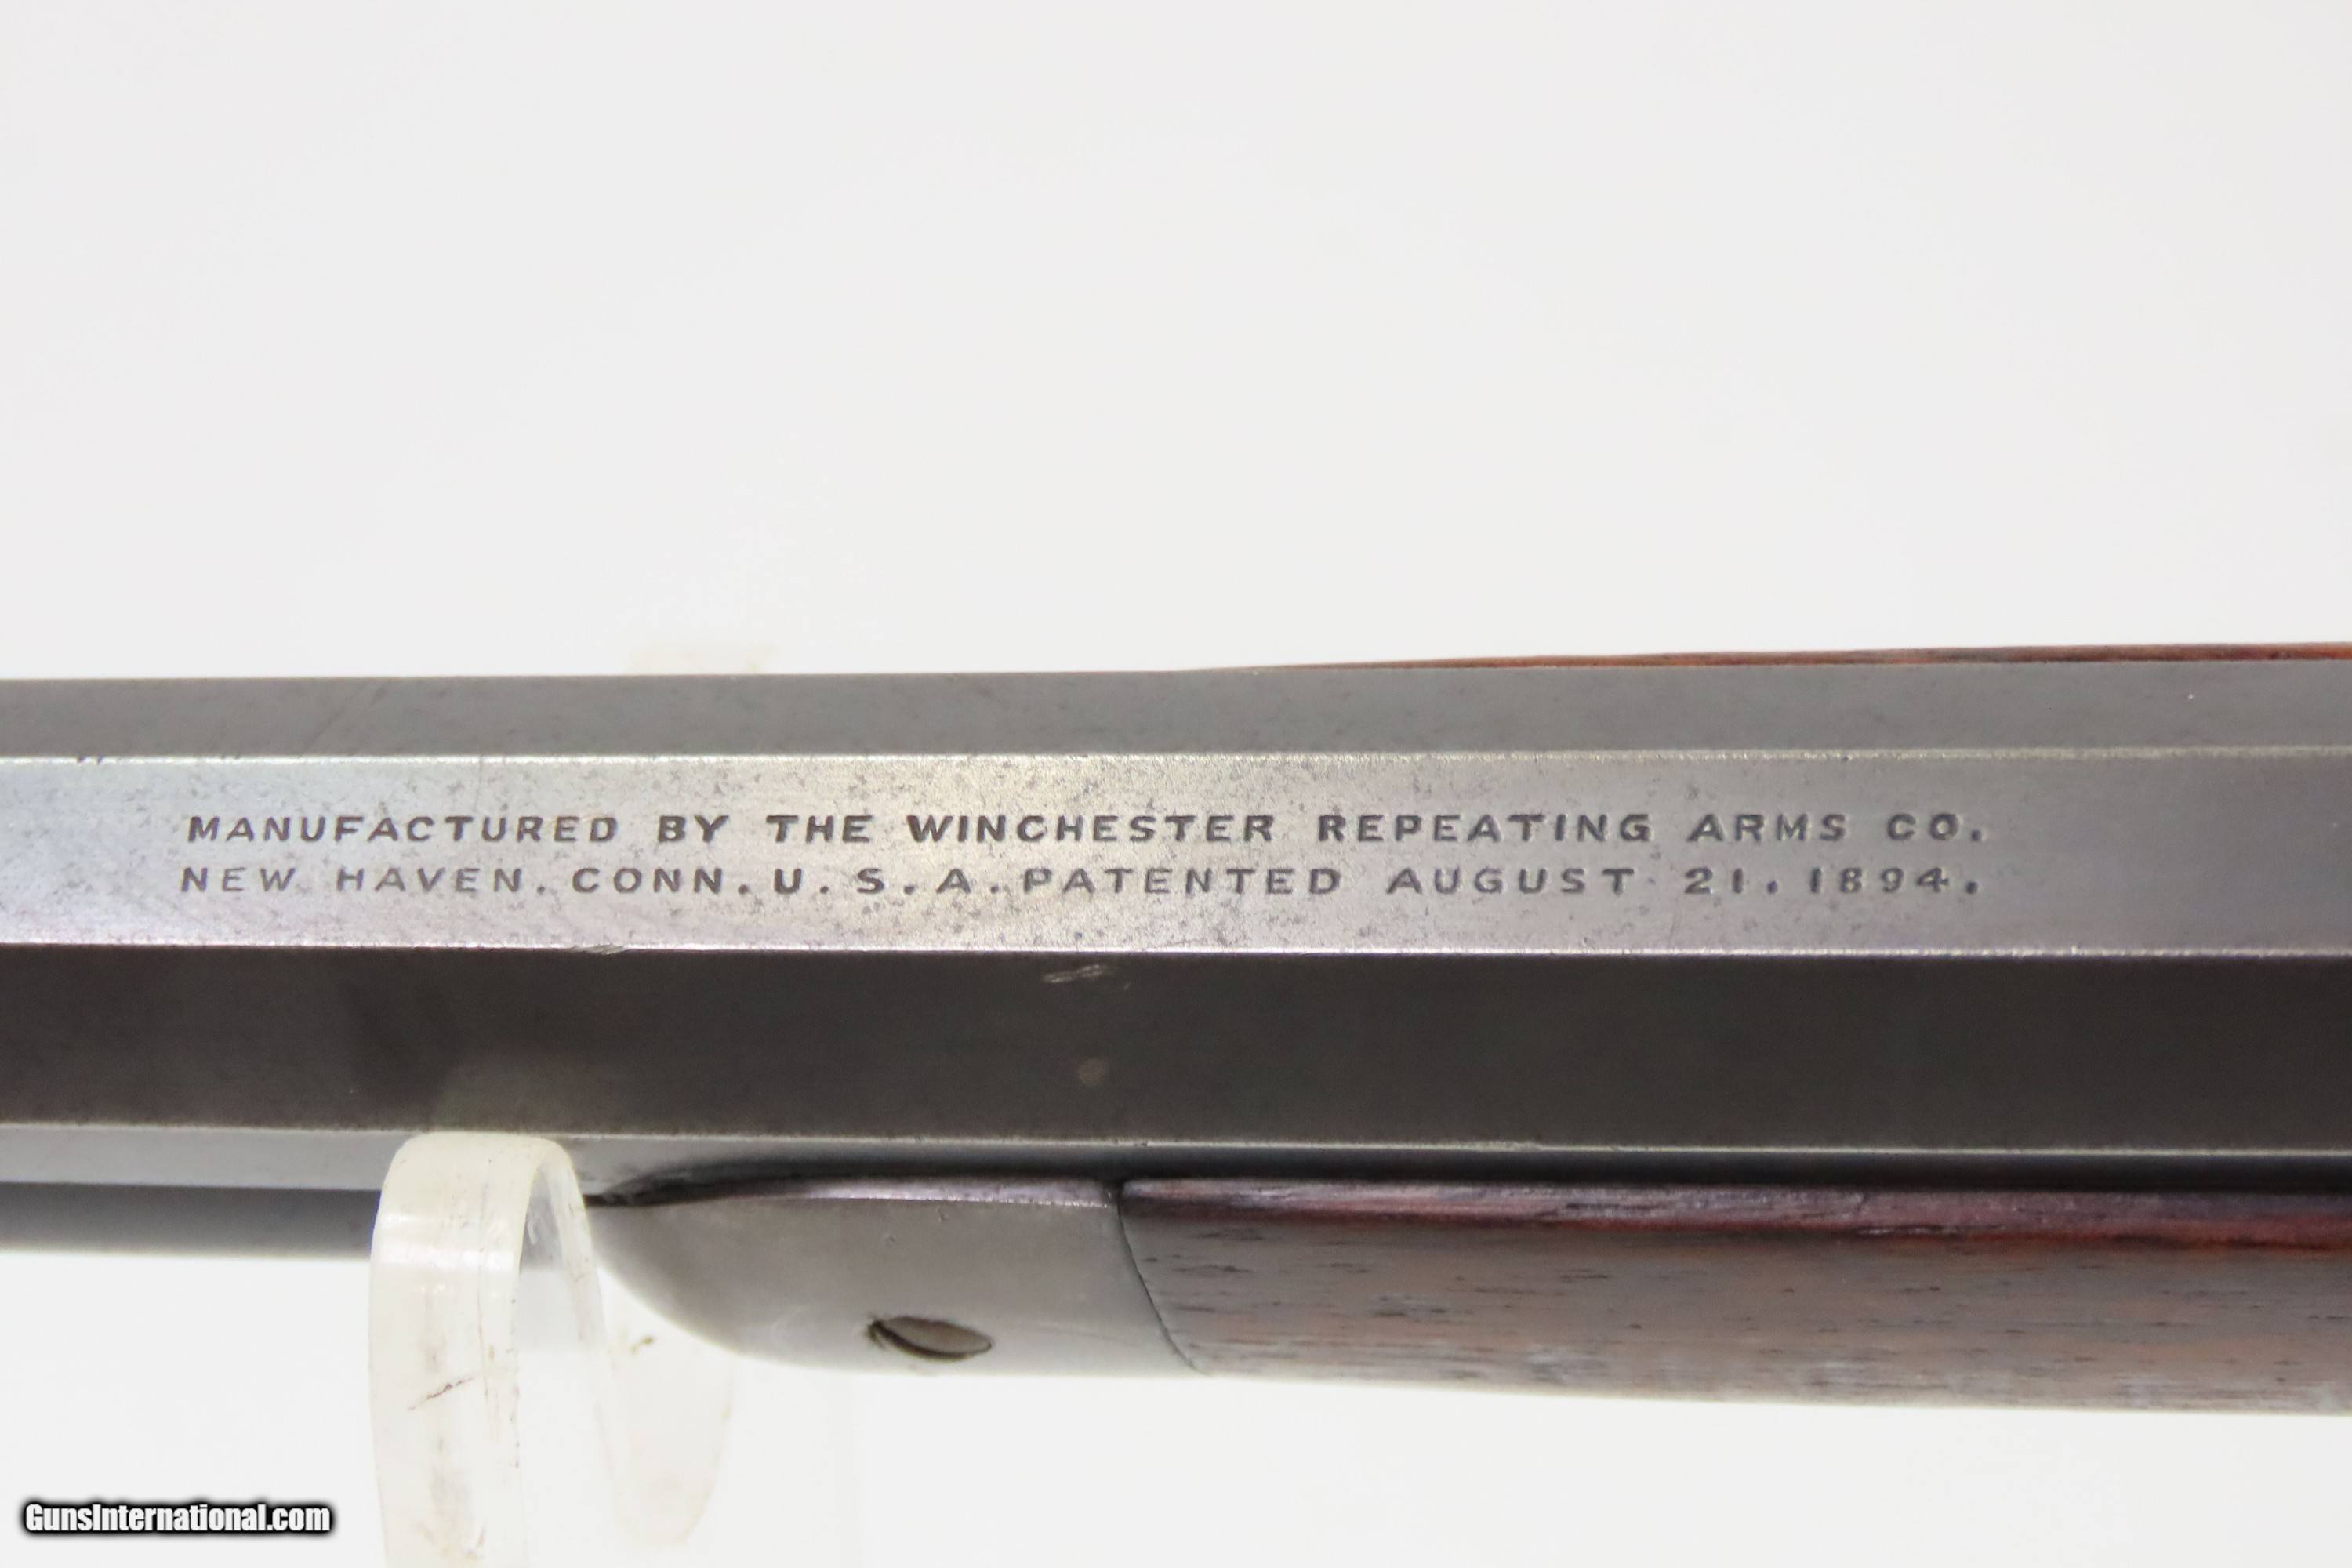 MANUFACTURED BY THE WINCHESTER REPEATING ARMS CO.
NEW HAVEN. CONN. U. S. A. PATENTED AUGUST 21. 1894.
GunsInternational.com